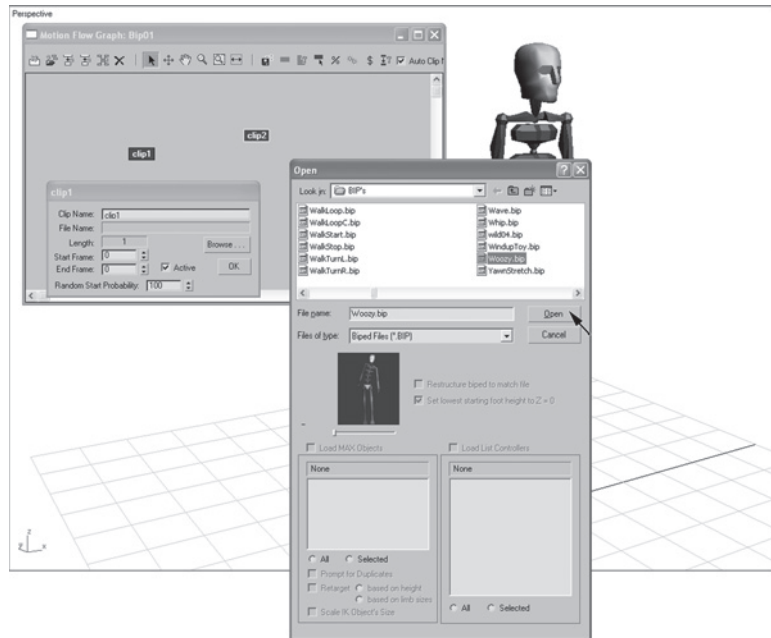 Perspective
Motion Flow Graph: Bip01
Auto Clip
clip2
clip1
clip1
Clip Name: clip1
File Name:
Length: 1
Browse . . .
Start Frame: 0
End Frame: 0
Active
OK
Random Start Probability: 100
Open
Look in: BIP's
WalkLoop.bip
WalkLoopC.bip
WalkStart.bip
WalkStop.bip
WalkTurnL.bip
WalkTurnR.bip
Wave.bip
Whip.bip
wild04.bip
WindupToy.bip
Woozy.bip
YawnStretch.bip
File name: Woozy.bip
Open
Files of type: Biped Files (*.BIP)
Cancel
Restructure biped to match file
Set lowest starting foot height to Z = 0
Load MAX Objects
Load List Controllers
None
None
All Selected
Prompt for Duplicates
Retarget based on height
based on limb sizes
Scale IK Object's Size
All Selected
z
x